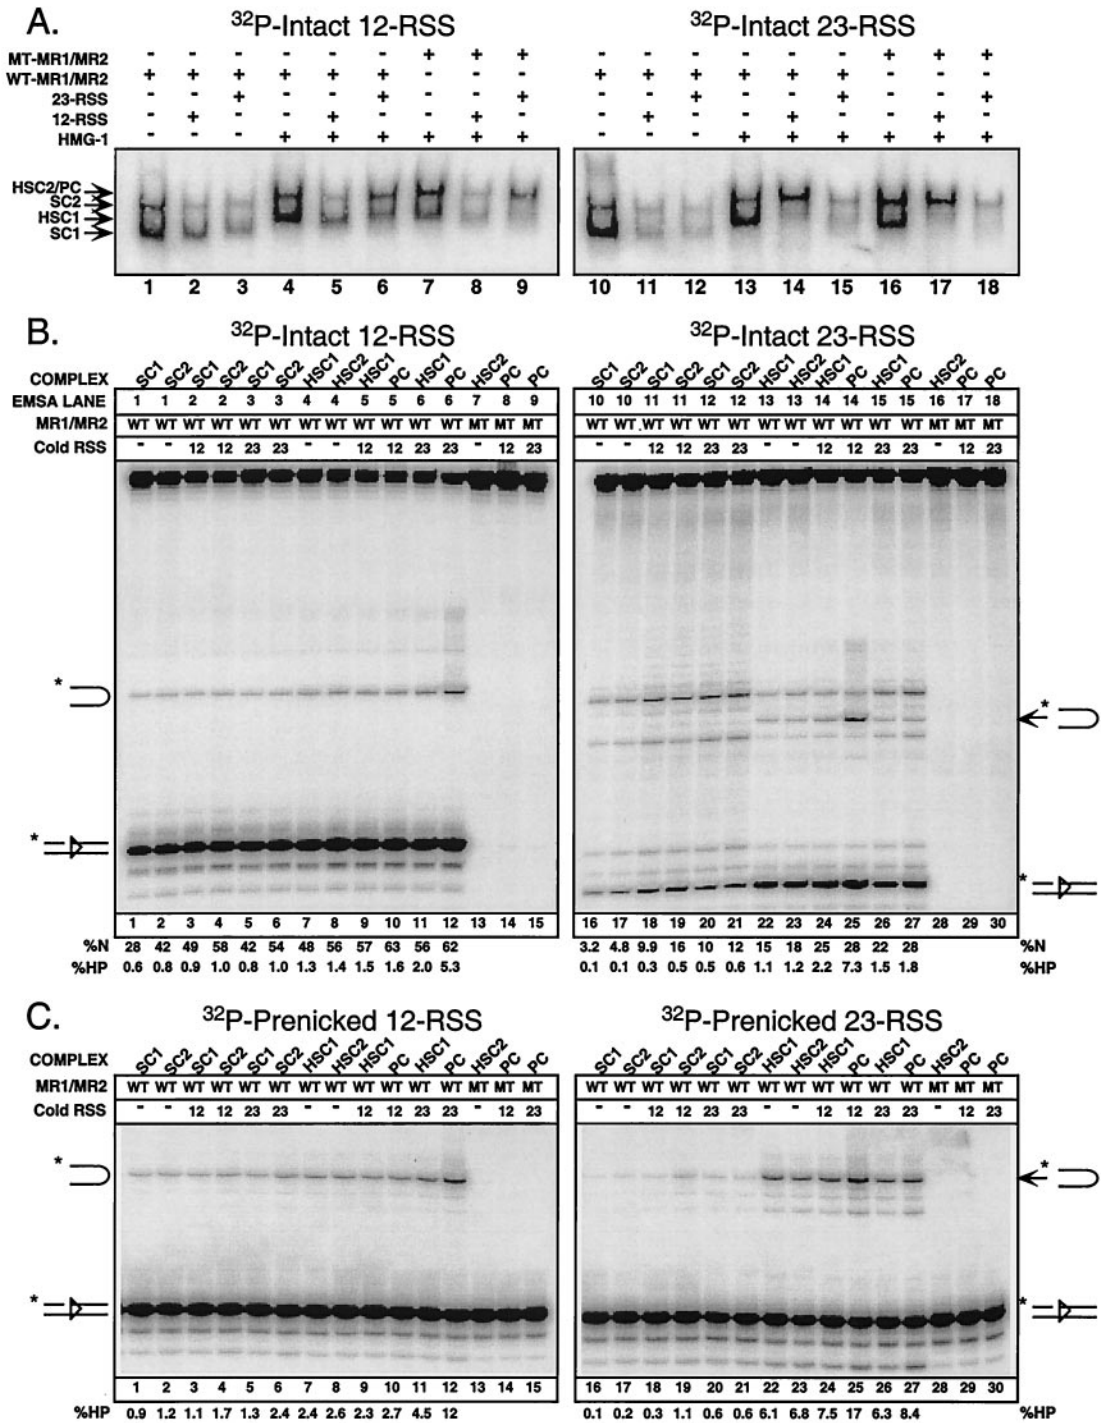 A.
32P-Intact 12-RSS 32P-Intact 23-RSS
MT-MR1/MR2 - - - - - - + + + - - - - - - + + +
WT-MR1/MR2 + + + + + + - - - + + + + + + - - -
23-RSS - - + - - + - - + - - + - - + - - +
12-RSS - + - - + - - + - - + - - + - - + -
HMG-1 - - - + + + + + + - - - + + + + + +
HSC2/PC
SC2
HSC1
SC1
1 2 3 4 5 6 7 8 9 10 11 12 13 14 15 16 17 18
B.
32P-Intact 12-RSS 32P-Intact 23-RSS
COMPLEX SC1 SC2 SC1 SC2 SC1 SC2 HSC1 HSC2 HSC1 PC HSC1 PC HSC2 PC PC SC1 SC2 SC1 SC2 SC1 SC2 HSC1 HSC2 HSC1 PC HSC1 PC HSC2 PC PC
EMSA LANE 1 1 2 2 3 3 4 4 5 5 6 6 7 8 9 10 10 11 11 12 12 13 13 14 14 15 15 16 17 18
MR1/MR2 WT WT WT WT WT WT WT WT WT WT WT WT MT MT MT WT WT WT WT WT WT WT WT WT WT WT WT MT MT MT
Cold RSS - - 12 12 23 23 - - 12 12 23 23 - 12 23 - - 12 12 23 23 - - 12 12 23 23 - 12 23
*
*
*
*
1 2 3 4 5 6 7 8 9 10 11 12 13 14 15 16 17 18 19 20 21 22 23 24 25 26 27 28 29 30
%N 28 42 49 58 42 54 48 56 57 63 56 62 3.2 4.8 9.9 16 10 12 15 18 25 28 22 28 %N
%HP 0.6 0.8 0.9 1.0 0.8 1.0 1.3 1.4 1.5 1.6 2.0 5.3 0.1 0.1 0.3 0.5 0.5 0.6 1.1 1.2 2.2 7.3 1.5 1.8 %HP
C.
32P-Prenicked 12-RSS 32P-Prenicked 23-RSS
COMPLEX SC1 SC2 SC1 SC2 SC1 SC2 HSC1 HSC2 HSC1 PC HSC1 PC HSC2 PC PC SC1 SC2 SC1 SC2 SC1 SC2 HSC1 HSC2 HSC1 PC HSC1 PC HSC2 PC PC
MR1/MR2 WT WT WT WT WT WT WT WT WT WT WT WT MT MT MT WT WT WT WT WT WT WT WT WT WT WT WT MT MT MT
Cold RSS - - 12 12 23 23 - - 12 12 23 23 - 12 23 - - 12 12 23 23 - - 12 12 23 23 - 12 23
*
*
*
*
1 2 3 4 5 6 7 8 9 10 11 12 13 14 15 16 17 18 19 20 21 22 23 24 25 26 27 28 29 30
%HP 0.9 1.2 1.1 1.7 1.3 2.4 2.4 2.6 2.3 2.7 4.5 12 0.1 0.2 0.3 1.1 0.6 0.6 6.1 6.8 7.5 17 6.3 8.4 %HP